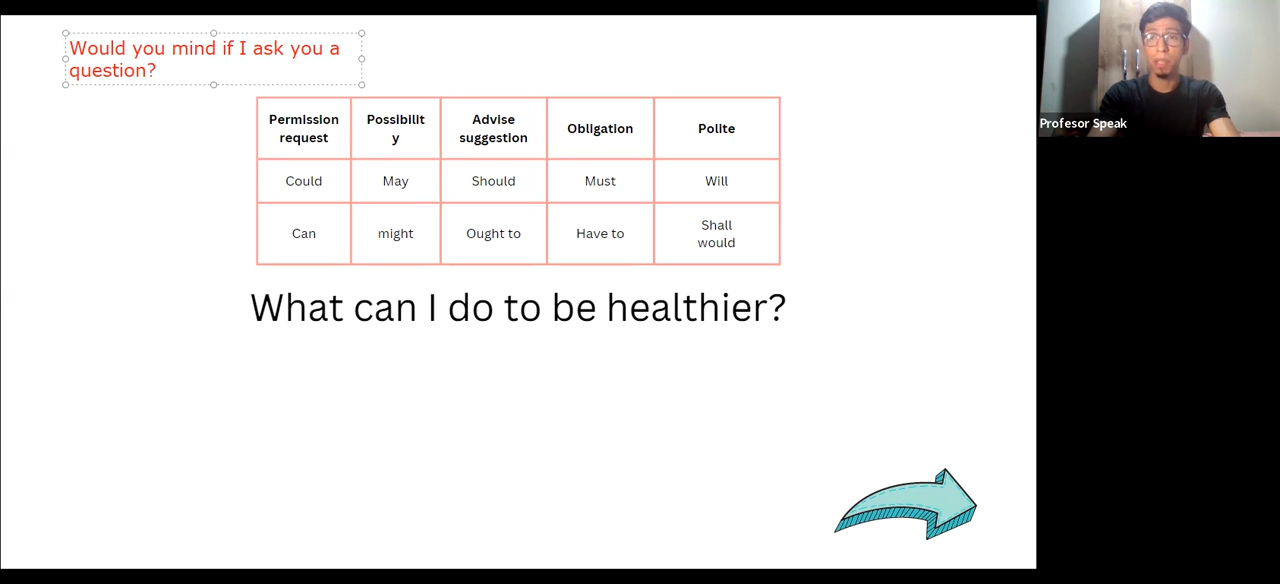 Would you mind if I ask you a
question?
Profesor Speak
Permission
request
Possibilit
y
Advise
suggestion
Obligation
Polite
Could
May
Should
Must
Will
Can
might
Ought to
Have to
Shall
would
What can I do to be healthier?